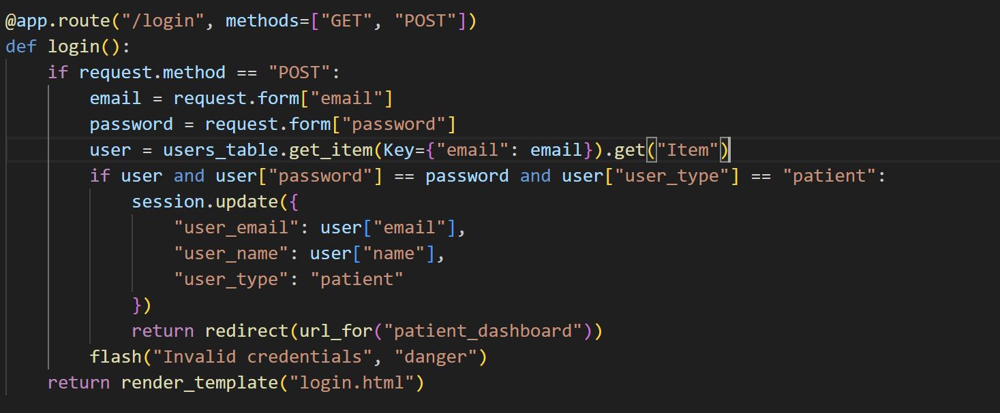 @app.route("/login", methods=["GET", "POST"])
def login():
    if request.method == "POST":
        email = request.form["email"]
        password = request.form["password"]
        user = users_table.get_item(Key={"email": email}).get("Item")
        if user and user["password"] == password and user["user_type"] == "patient":
            session.update({
                "user_email": user["email"],
                "user_name": user["name"],
                "user_type": "patient"
            })
            return redirect(url_for("patient_dashboard"))
        flash("Invalid credentials", "danger")
    return render_template("login.html")